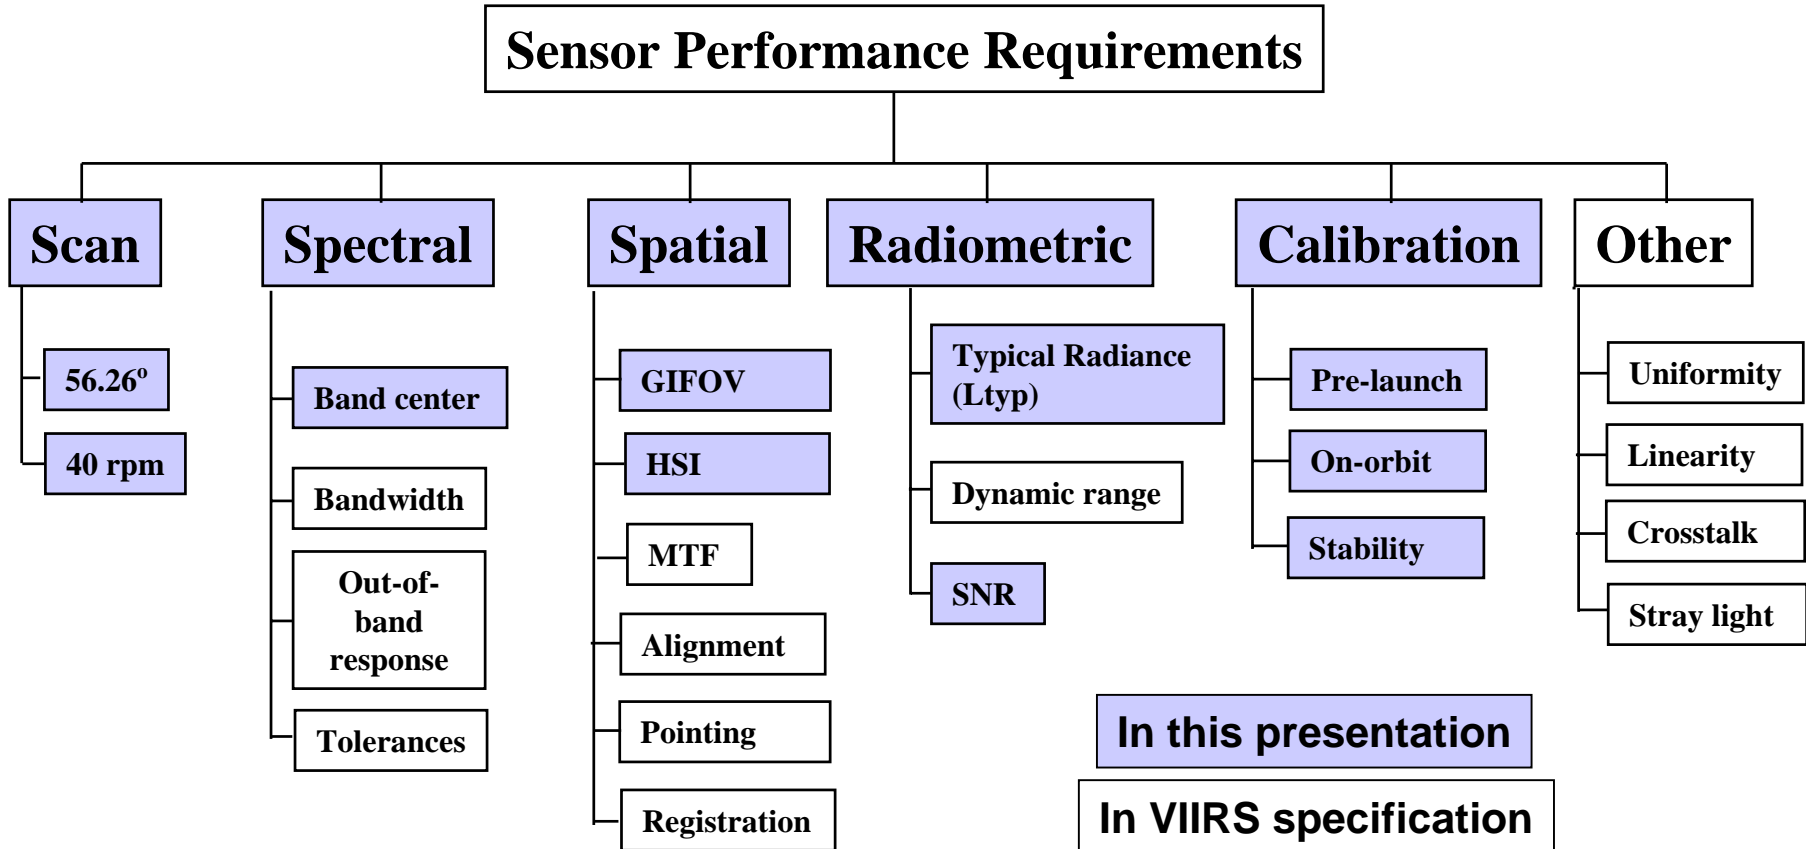 Sensor Performance Requirements
Scan
56.26º
40 rpm
Spectral
Band center
Bandwidth
Out-of-
band
response
Tolerances
Spatial
GIFOV
HSI
MTF
Alignment
Pointing
Registration
Radiometric
Typical Radiance
(Ltyp)
Dynamic range
SNR
Calibration
Pre-launch
On-orbit
Stability
Other
Uniformity
Linearity
Crosstalk
Stray light
In this presentation
In VIIRS specification